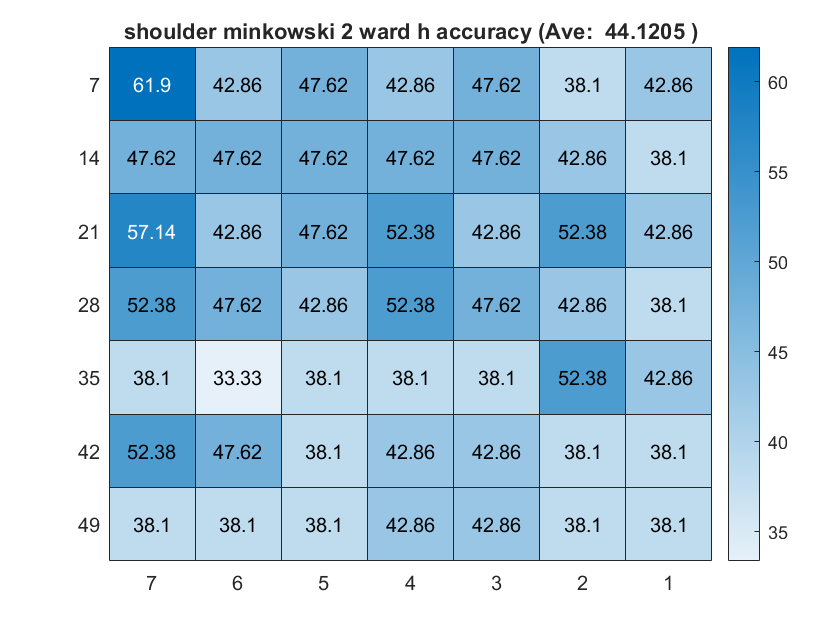 shoulder minkowski 2 ward h accuracy (Ave:  44.1205 )
7 61.9 42.86 47.62 42.86 47.62 38.1 42.86
14 47.62 47.62 47.62 47.62 47.62 42.86 38.1
21 57.14 42.86 47.62 52.38 42.86 52.38 42.86
28 52.38 47.62 42.86 52.38 47.62 42.86 38.1
35 38.1 33.33 38.1 38.1 38.1 52.38 42.86
42 52.38 47.62 38.1 42.86 42.86 38.1 38.1
49 38.1 38.1 38.1 42.86 42.86 38.1 38.1
7 6 5 4 3 2 1
60
55
50
45
40
35